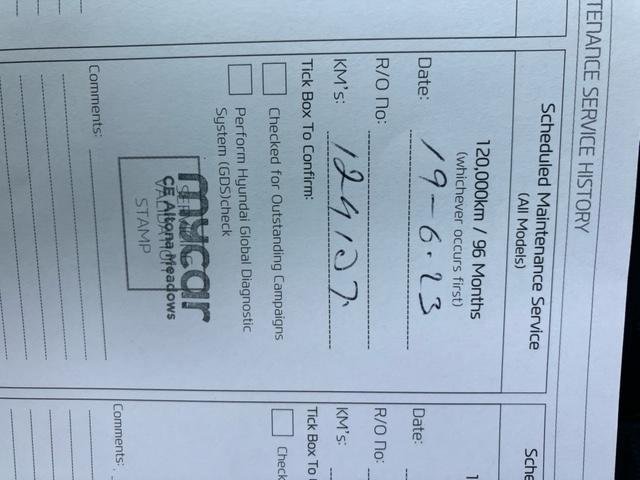 TENANCE SERVICE HISTORY
Scheduled Maintenance Service
(All Models)
120,000km / 96 Months
(whichever occurs first)
Date: 19-6-23
R/O No:
KM's: 124107
Tick Box To Confirm:
Checked for Outstanding Campaigns
Perform Hyundai Global Diagnostic
System (GDS)check
mycar
CE Altona Meadows
STAMP
Comments:
Sche
1
Date:
R/O No:
KM's:
Tick Box To
Check
Comments: